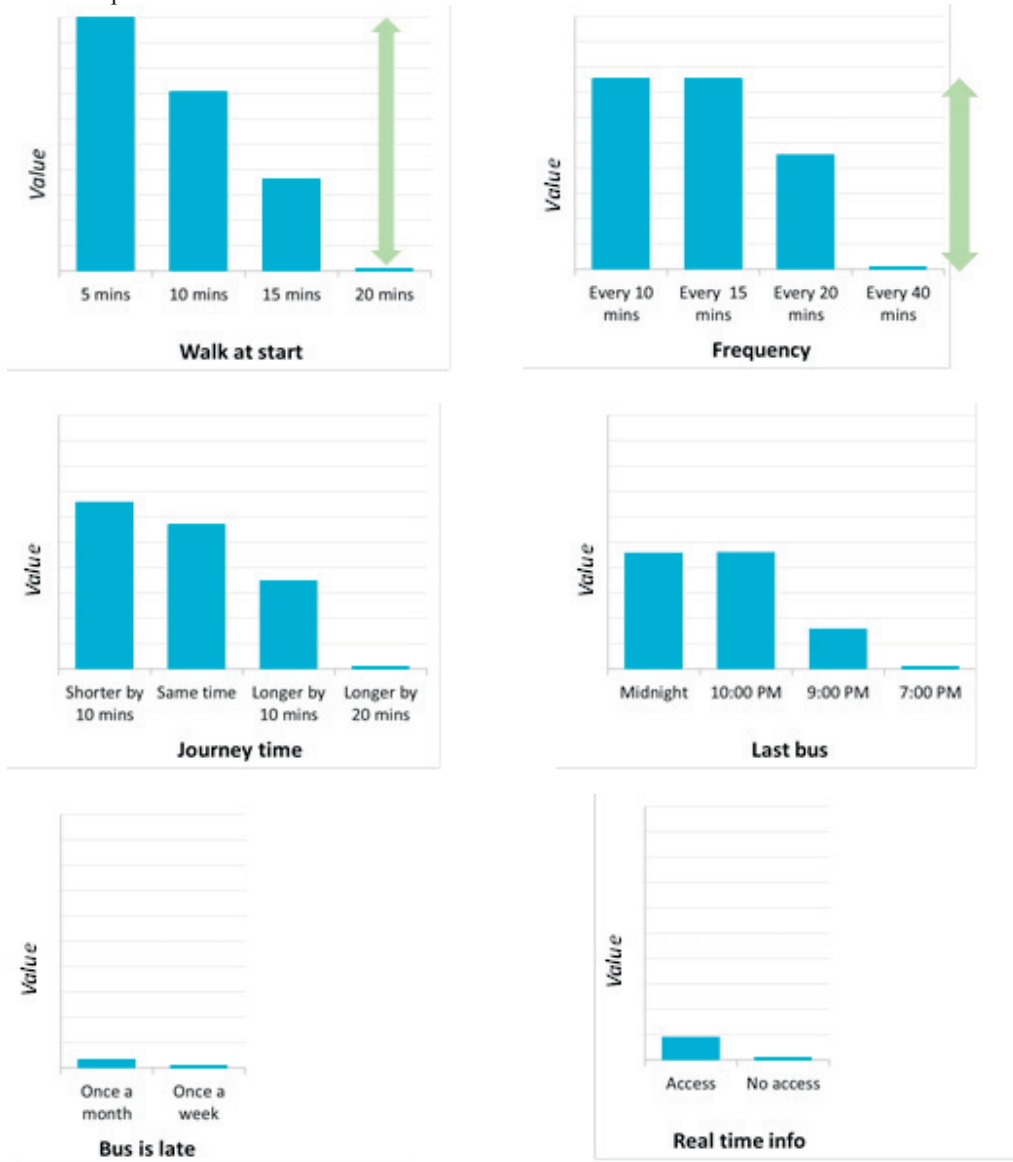 Value
5 mins 10 mins 15 mins 20 mins
Walk at start
Value
Every 10 Every 15 Every 20 Every 40
mins mins mins mins
Frequency
Value
Shorter by Same time Longer by Longer by
10 mins 10 mins 20 mins
Journey time
Value
Midnight 10:00 PM 9:00 PM 7:00 PM
Last bus
Value
Once a Once a
month week
Bus is late
Value
Access No access
Real time info